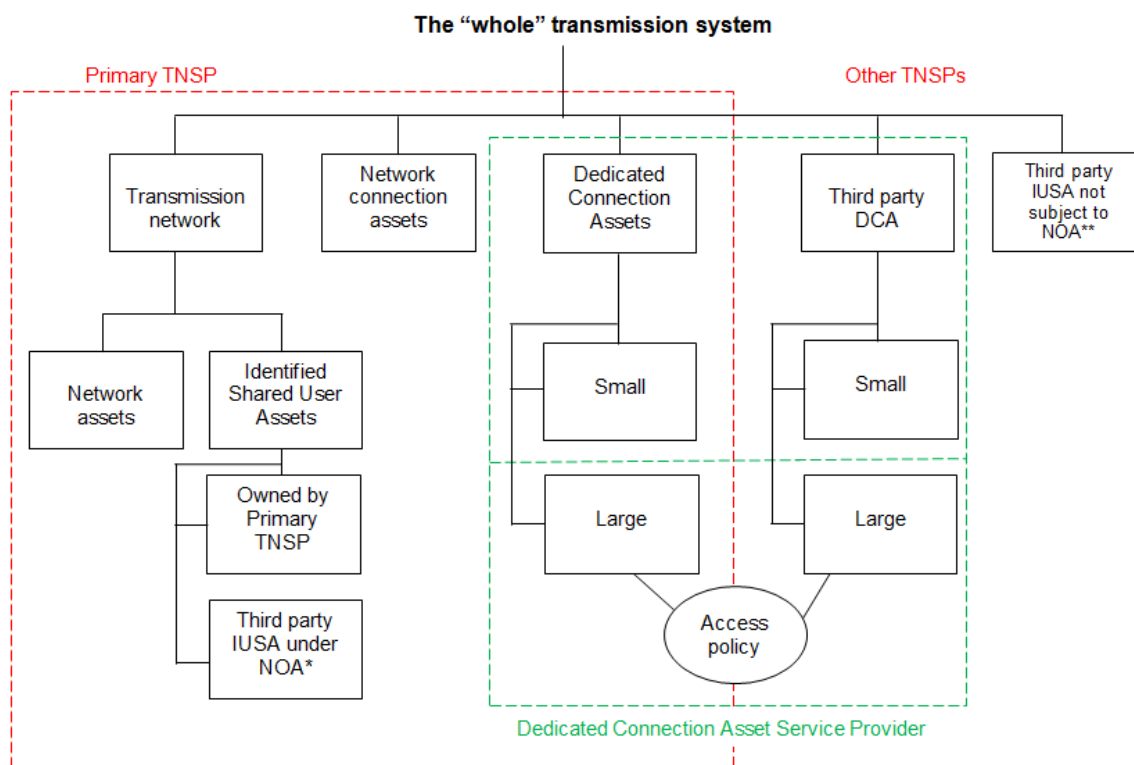 The “whole” transmission system
Primary TNSP
Other TNSPs
Transmission
network
Network
connection
assets
Dedicated
Connection
Assets
Third party
DCA
Third party
IUSA not
subject to
NOA**
Network
assets
Identified
Shared User
Assets
Small
Small
Owned by
Primary
TNSP
Large
Large
Third party
IUSA under
NOA*
Access
policy
Dedicated Connection Asset Service Provider